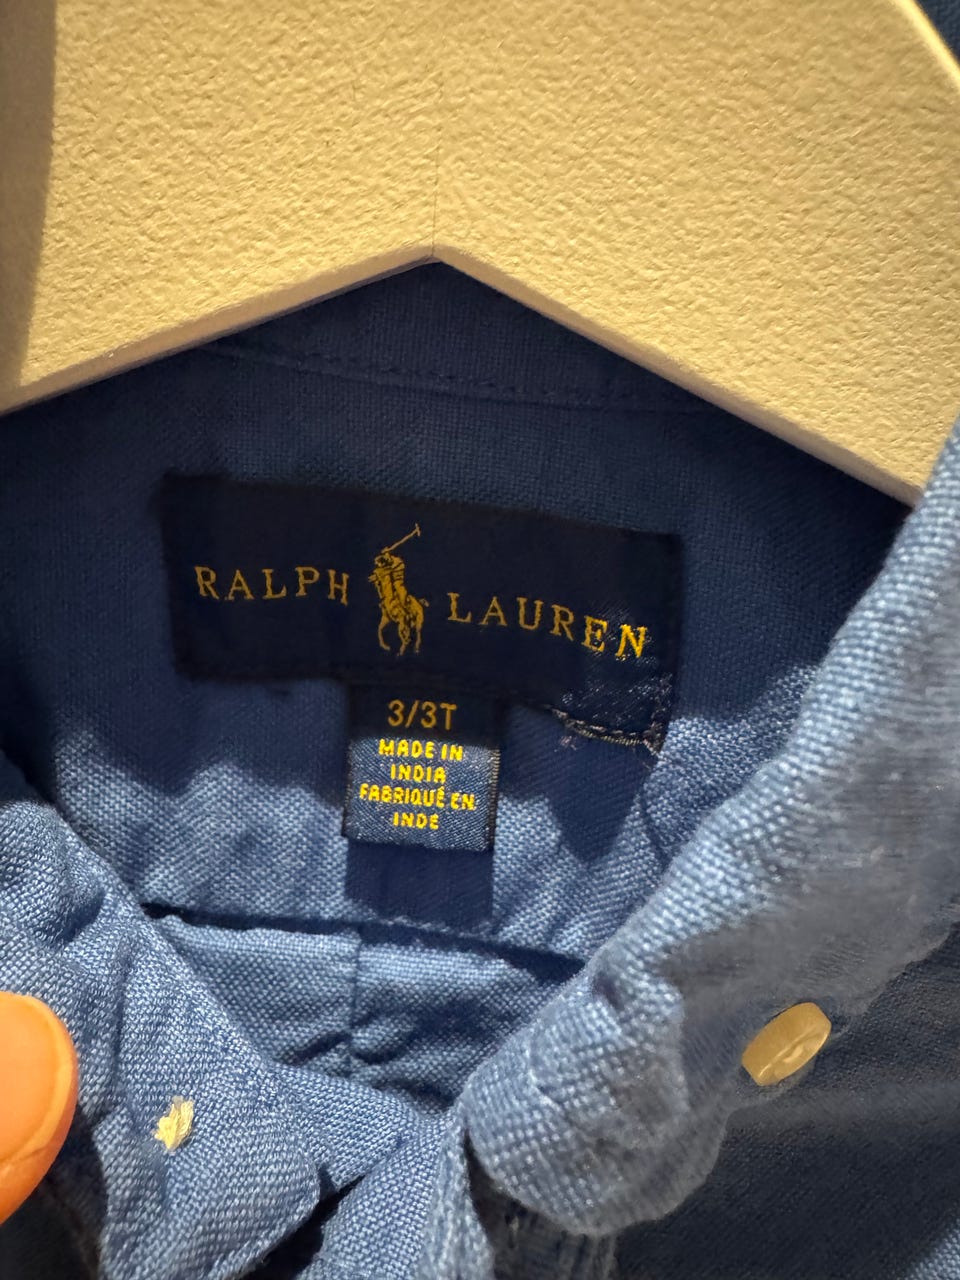 RALPH LAUREN
3/3T
MADE IN
INDIA
FABRIQUÉ EN
INDE